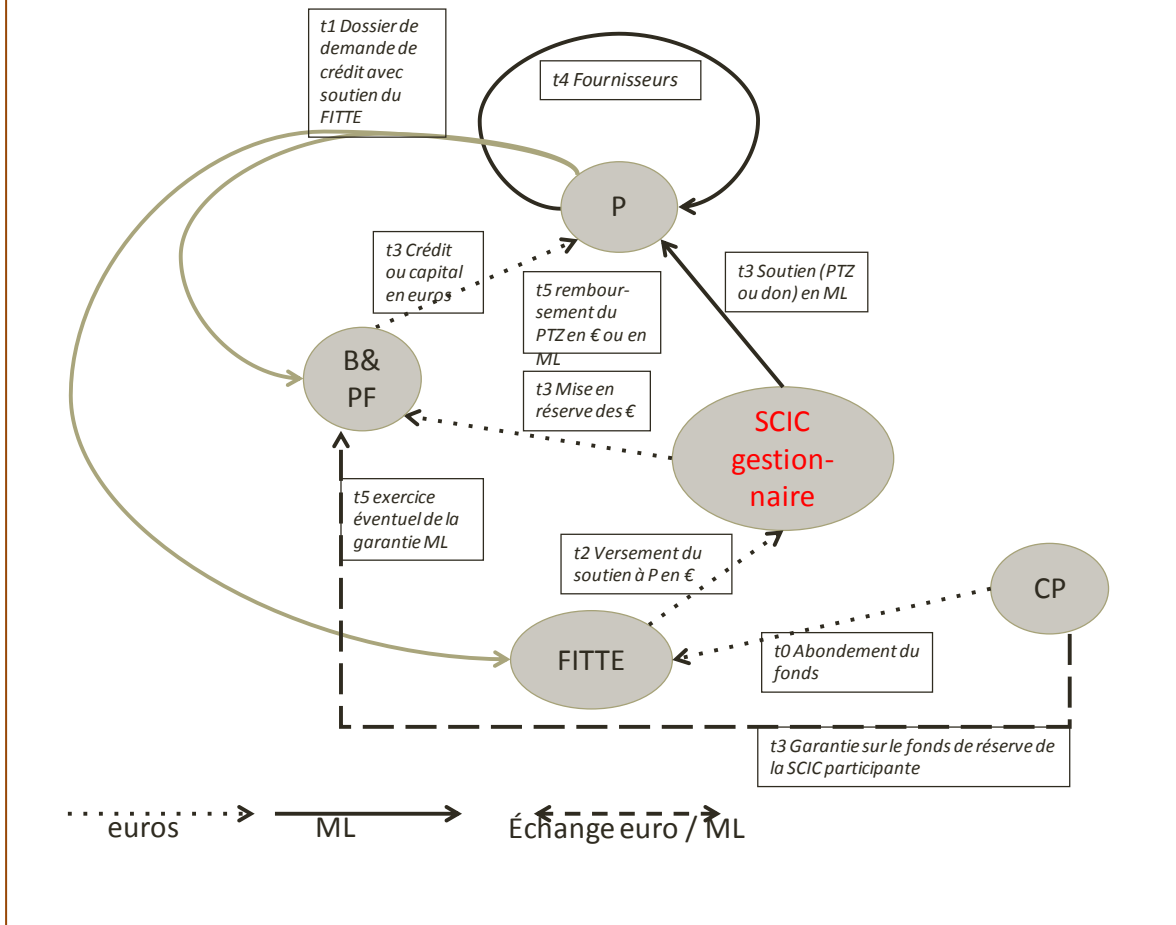 t1 Dossier de
demande de
crédit avec
soutien du
FITTE
t4 Fournisseurs
P
t3 Crédit
ou capital
en euros
t3 Soutien (PTZ
ou don) en ML
t5 rembour-
sement du
PTZ en € ou en
ML
B&
PF
t3 Mise en
réserve des €
SCIC
gestion-
naire
t5 exercice
éventuel de la
garantie ML
t2 Versement du
soutien à P en €
CP
FITTE
t0 Abondement du
fonds
t3 Garantie sur le fonds de réserve de
la SCIC participante
euros
ML
Échange euro / ML